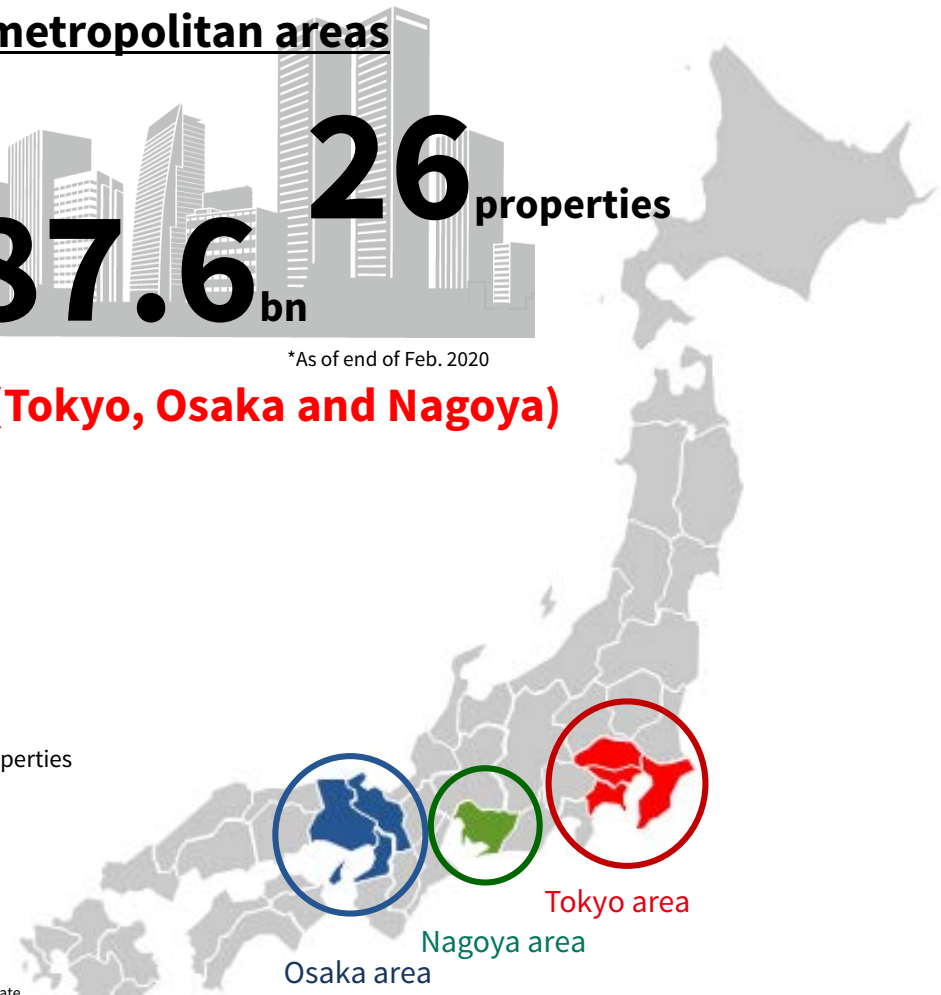 metropolitan areas
26 properties
87.6 bn
*As of end of Feb. 2020
(Tokyo, Osaka and Nagoya)
perties
Tokyo area
Nagoya area
Osaka area
ate